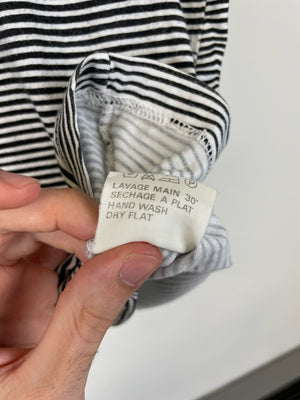 LAVAGE MAIN 30°
SECHAGE A PLAT
HAND WASH
DRY FLAT